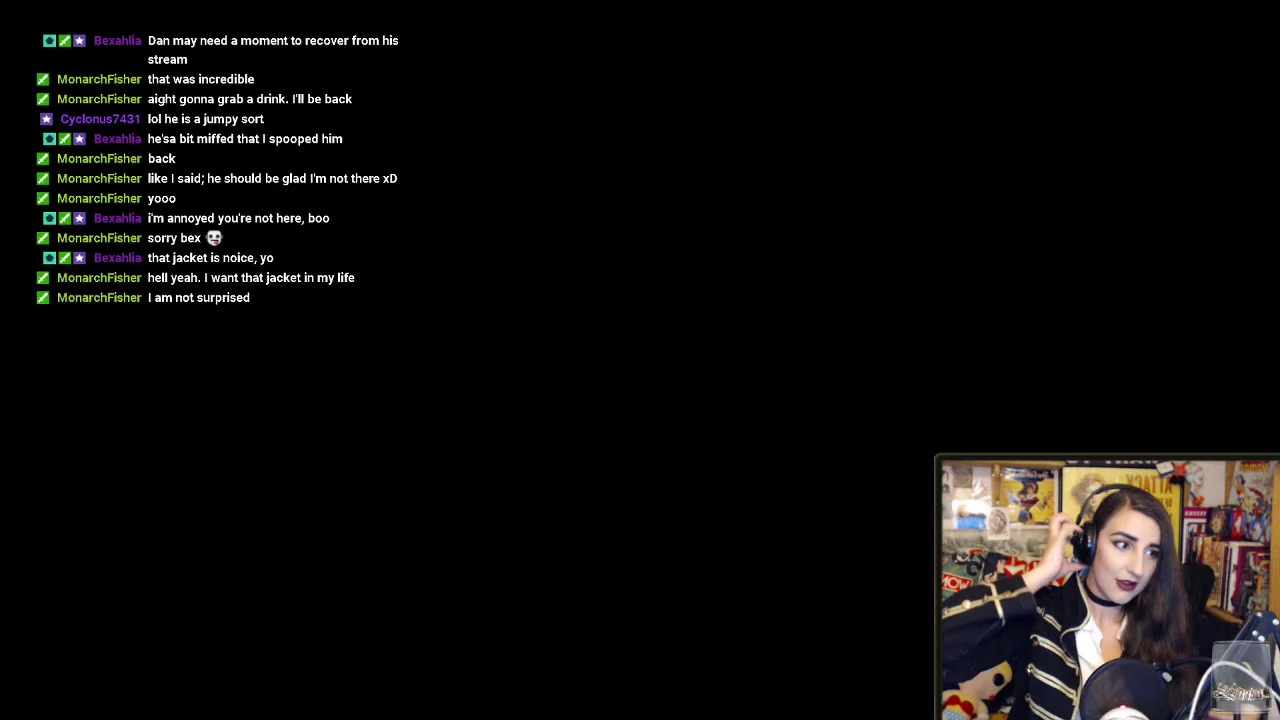 Bexahlia Dan may need a moment to recover from his
stream
MonarchFisher that was incredible
MonarchFisher aight gonna grab a drink. I'll be back
Cyclonus7431 lol he is a jumpy sort
Bexahlia he'sa bit miffed that I spooped him
MonarchFisher back
MonarchFisher like I said; he should be glad I'm not there xD
MonarchFisher yooo
Bexahlia i'm annoyed you're not here, boo
MonarchFisher sorry bex
Bexahlia that jacket is noice, yo
MonarchFisher hell yeah. I want that jacket in my life
MonarchFisher I am not surprised
ATTACK